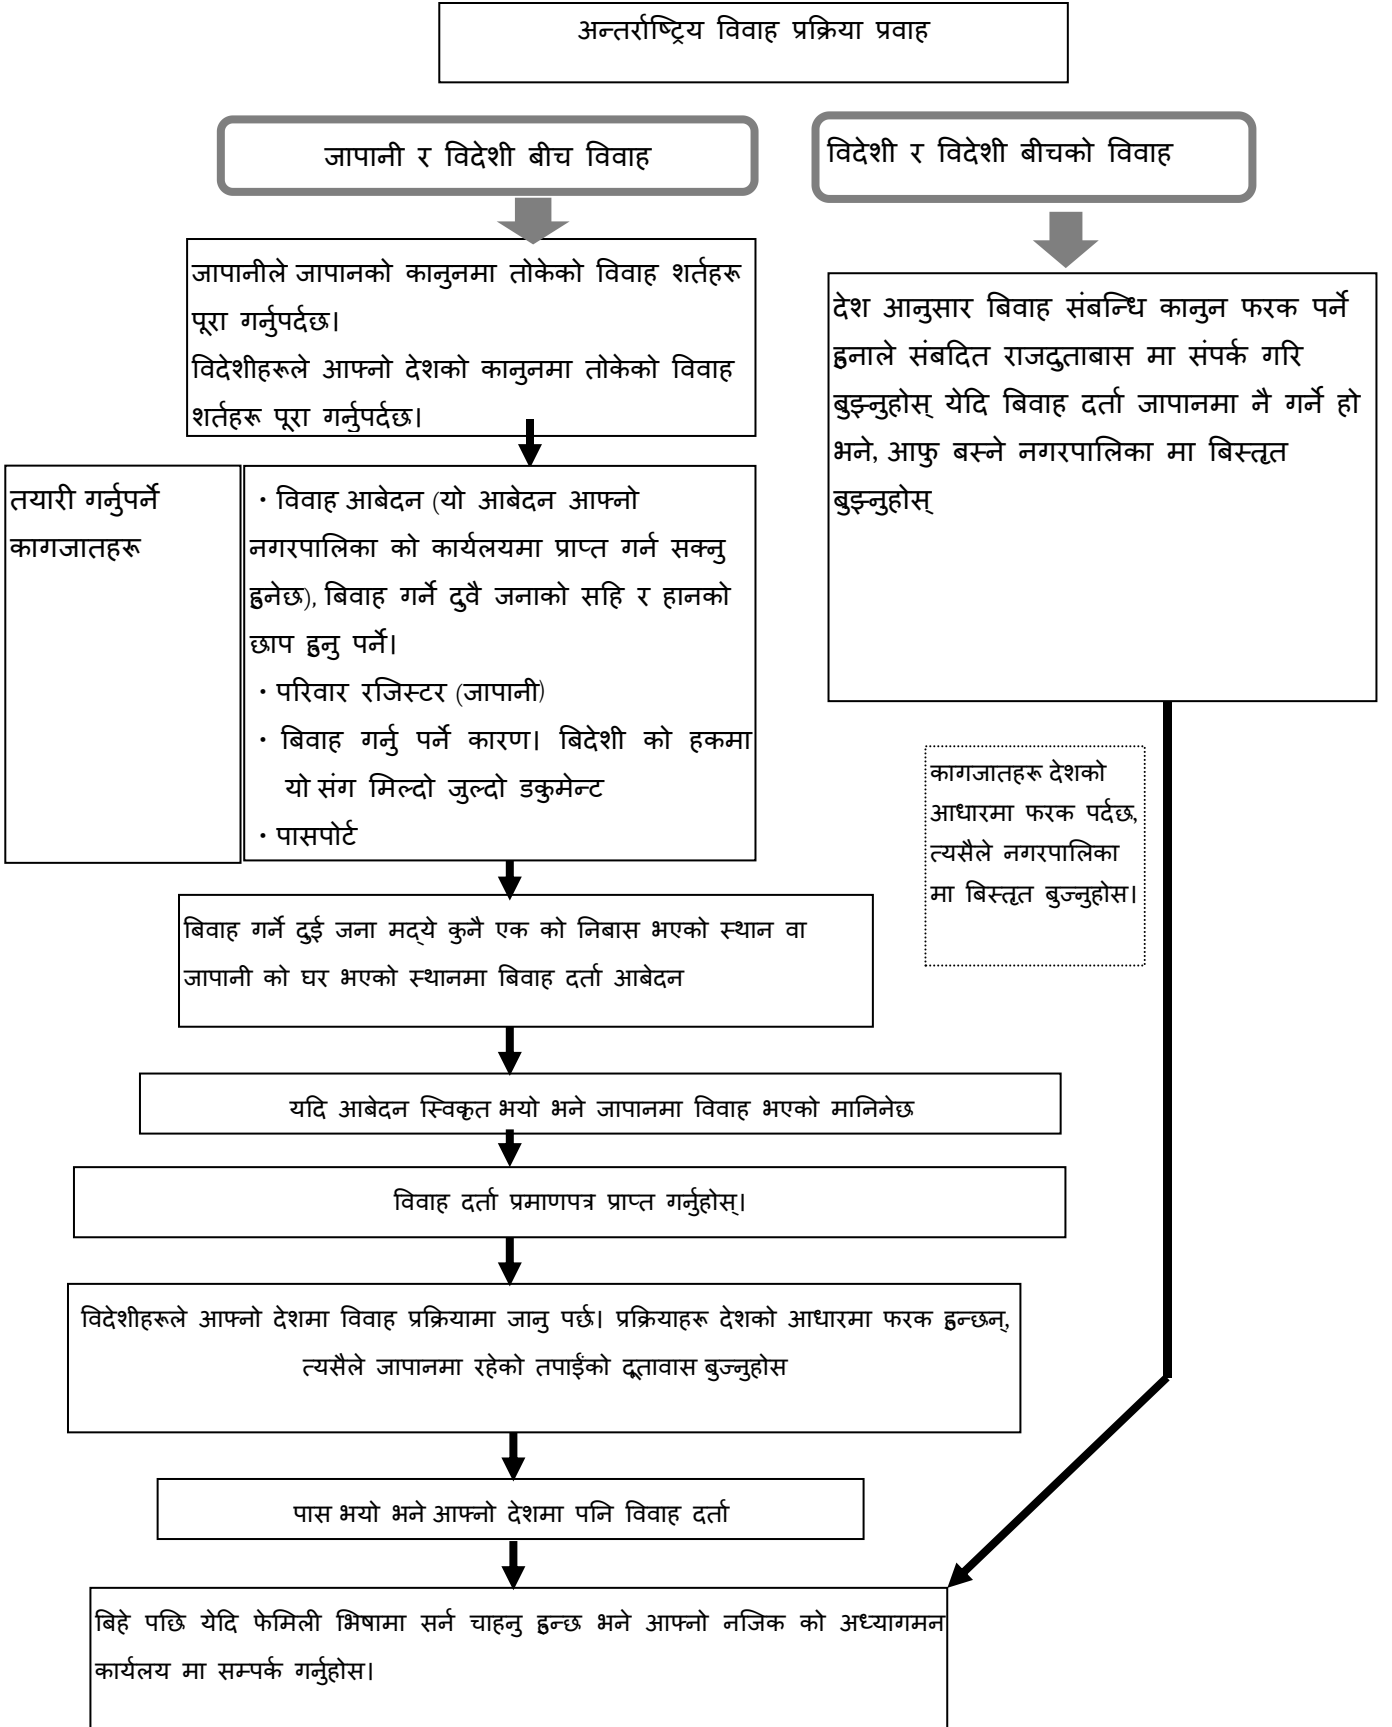 अन्तर्राष्ट्रिय विवाह प्रक्रिया प्रवाह
जापानी र विदेशी बीच विवाह
जापानीले जापानको कानुनमा तोकेको विवाह शर्तहरू
पूरा गर्नुपर्दछ।
विदेशीहरूले आफ्नो देशको कानुनमा तोकेको विवाह
शर्तहरू पूरा गर्नुपर्दछ।
तयारी गर्नुपर्ने
कागजातहरू
・विवाह आबेदन (यो आबेदन आफ्नो
नगरपालिका को कार्यलयमा प्राप्त गर्न सक्नु
हुनेछ), बिवाह गर्ने दुवै जनाको सहि र हानको
छाप हुनु पर्ने।
・परिवार रजिस्टर (जापानी)
・ बिवाह गर्नु पर्ने कारण। बिदेशी को हकमा
यो संग मिल्दो जुल्दो डकुमेन्ट
・पासपोर्ट
बिवाह गर्ने दुई जना मद्ये कुनै एक को निबास भएको स्थान वा
जापानी को घर भएको स्थानमा बिवाह दर्ता आबेदन
यदि आबेदन स्विकृत भयो भने जापानमा विवाह भएको मानिनेछ
विवाह दर्ता प्रमाणपत्र प्राप्त गर्नुहोस्।
विदेशीहरूले आफ्नो देशमा विवाह प्रक्रियामा जानु पर्छ। प्रक्रियाहरू देशको आधारमा फरक हुन्छन्,
त्यसैले जापानमा रहेको तपाईंको दूतावास बुज्नुहोस
पास भयो भने आफ्नो देशमा पनि विवाह दर्ता
बिहे पछि येदि फेमिली भिषामा सर्न चाहनु हुन्छ भने आफ्नो नजिक को अध्यागमन
कार्यलय मा सम्पर्क गर्नुहोस।
विदेशी र विदेशी बीचको विवाह
देश आनुसार बिवाह संबन्धि कानुन फरक पर्ने
हुनाले संबदित राजदुताबास मा संपर्क गरि
बुझ्नुहोस् येदि बिवाह दर्ता जापानमा नै गर्ने हो
भने, आफु बस्ने नगरपालिका मा बिस्तृत
बुझ्नुहोस्
कागजातहरू देशको
आधारमा फरक पर्दछ,
त्यसैले नगरपालिका
मा बिस्तृत बुज्नुहोस।